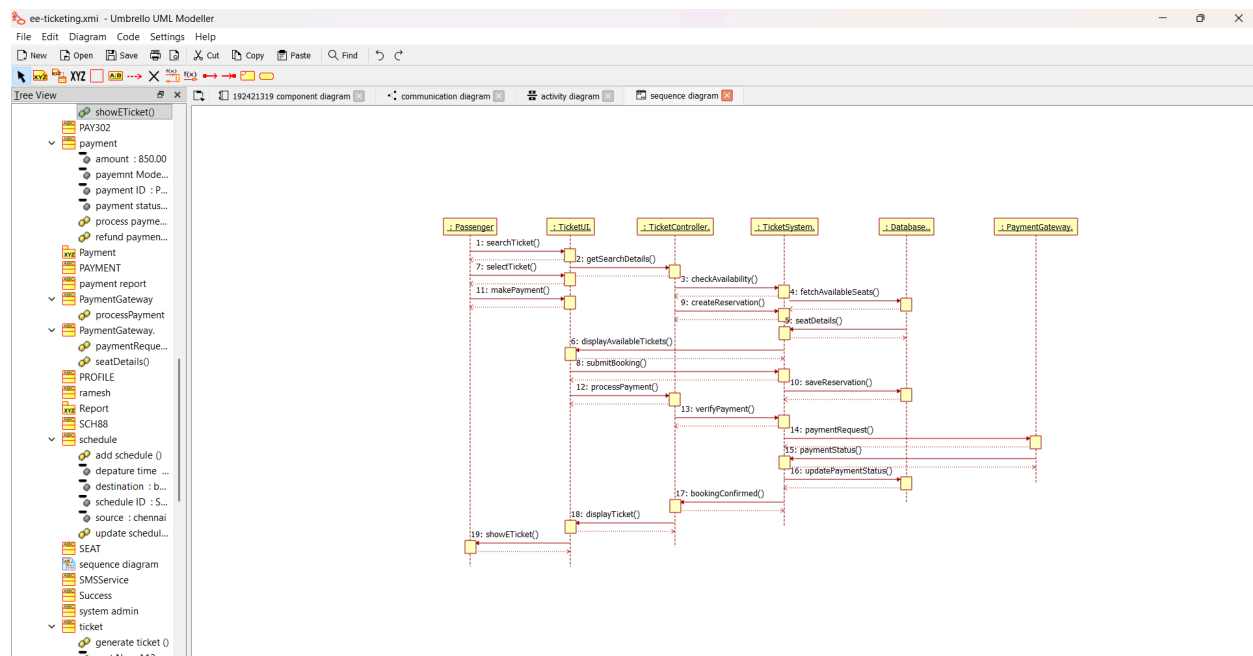 ee-ticketing.xmi - Umbrello UML Modeller
File Edit Diagram Code Settings Help
New Open Save Cut Copy Paste Find
XYZ XYZ XYZ A:B f(x) f(x)
Tree View
192421319 component diagram communication diagram activity diagram sequence diagram
showETicket()
PAY302
payment
amount : 850.00
payemnt Mode...
payment ID : P...
payment status...
process payme...
refund paymen...
Payment
PAYMENT
payment report
PaymentGateway
processPayment
PaymentGateway.
paymentReque...
seatDetails()
PROFILE
ramesh
Report
SCH88
schedule
add schedule ()
depature time ...
destination : b...
schedule ID : S...
source : chennai
update schedul...
SEAT
sequence diagram
SMSService
Success
system admin
ticket
generate ticket ()
: Passenger
: TicketUI.
: TicketController.
: TicketSystem.
: Database..
: PaymentGateway.
1: searchTicket()
2: getSearchDetails()
7: selectTicket()
3: checkAvailability()
11: makePayment()
4: fetchAvailableSeats()
9: createReservation()
5: seatDetails()
6: displayAvailableTickets()
8: submitBooking()
12: processPayment()
10: saveReservation()
13: verifyPayment()
14: paymentRequest()
15: paymentStatus()
16: updatePaymentStatus()
17: bookingConfirmed()
18: displayTicket()
19: showETicket()